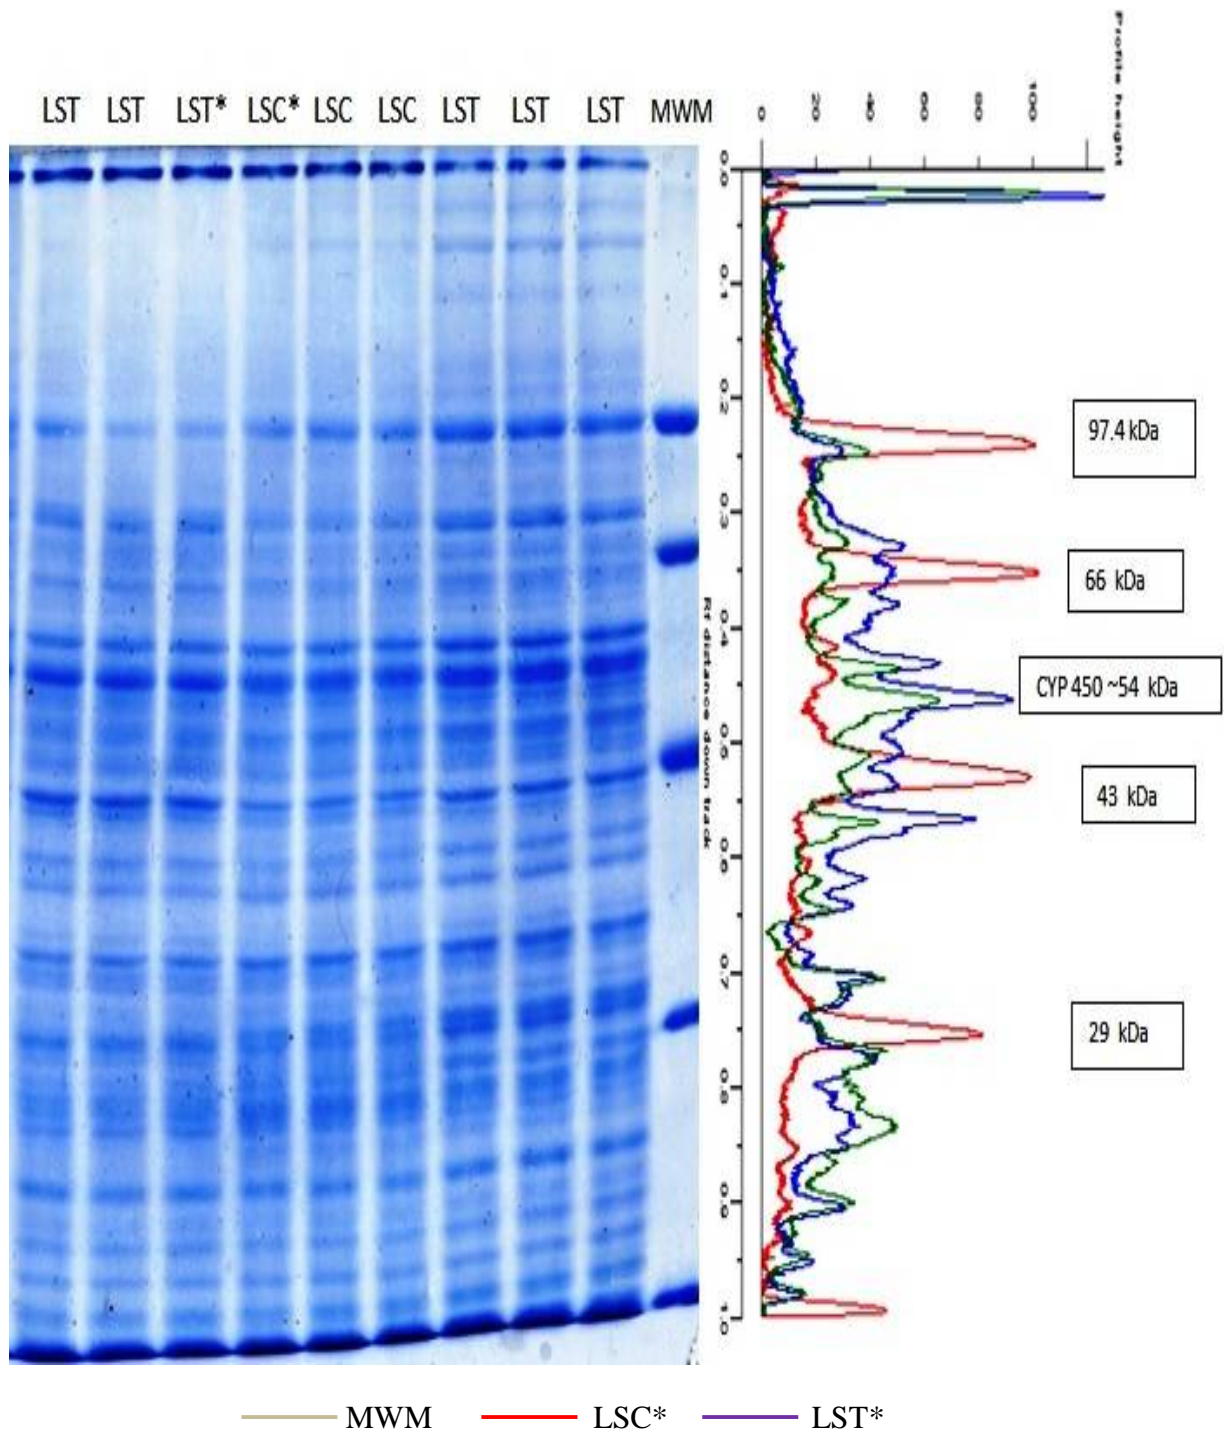 LST LST LST* LSC* LSC LSC LST LST LST MWM
Profile height
0 20 40 60 80 100
Rf distance down track
0.0
0.1
0.2
0.3
0.4
0.5
0.6
0.7
0.8
0.9
1.0
97.4 kDa
66 kDa
CYP 450 ~54 kDa
43 kDa
29 kDa
MWM LSC* LST*